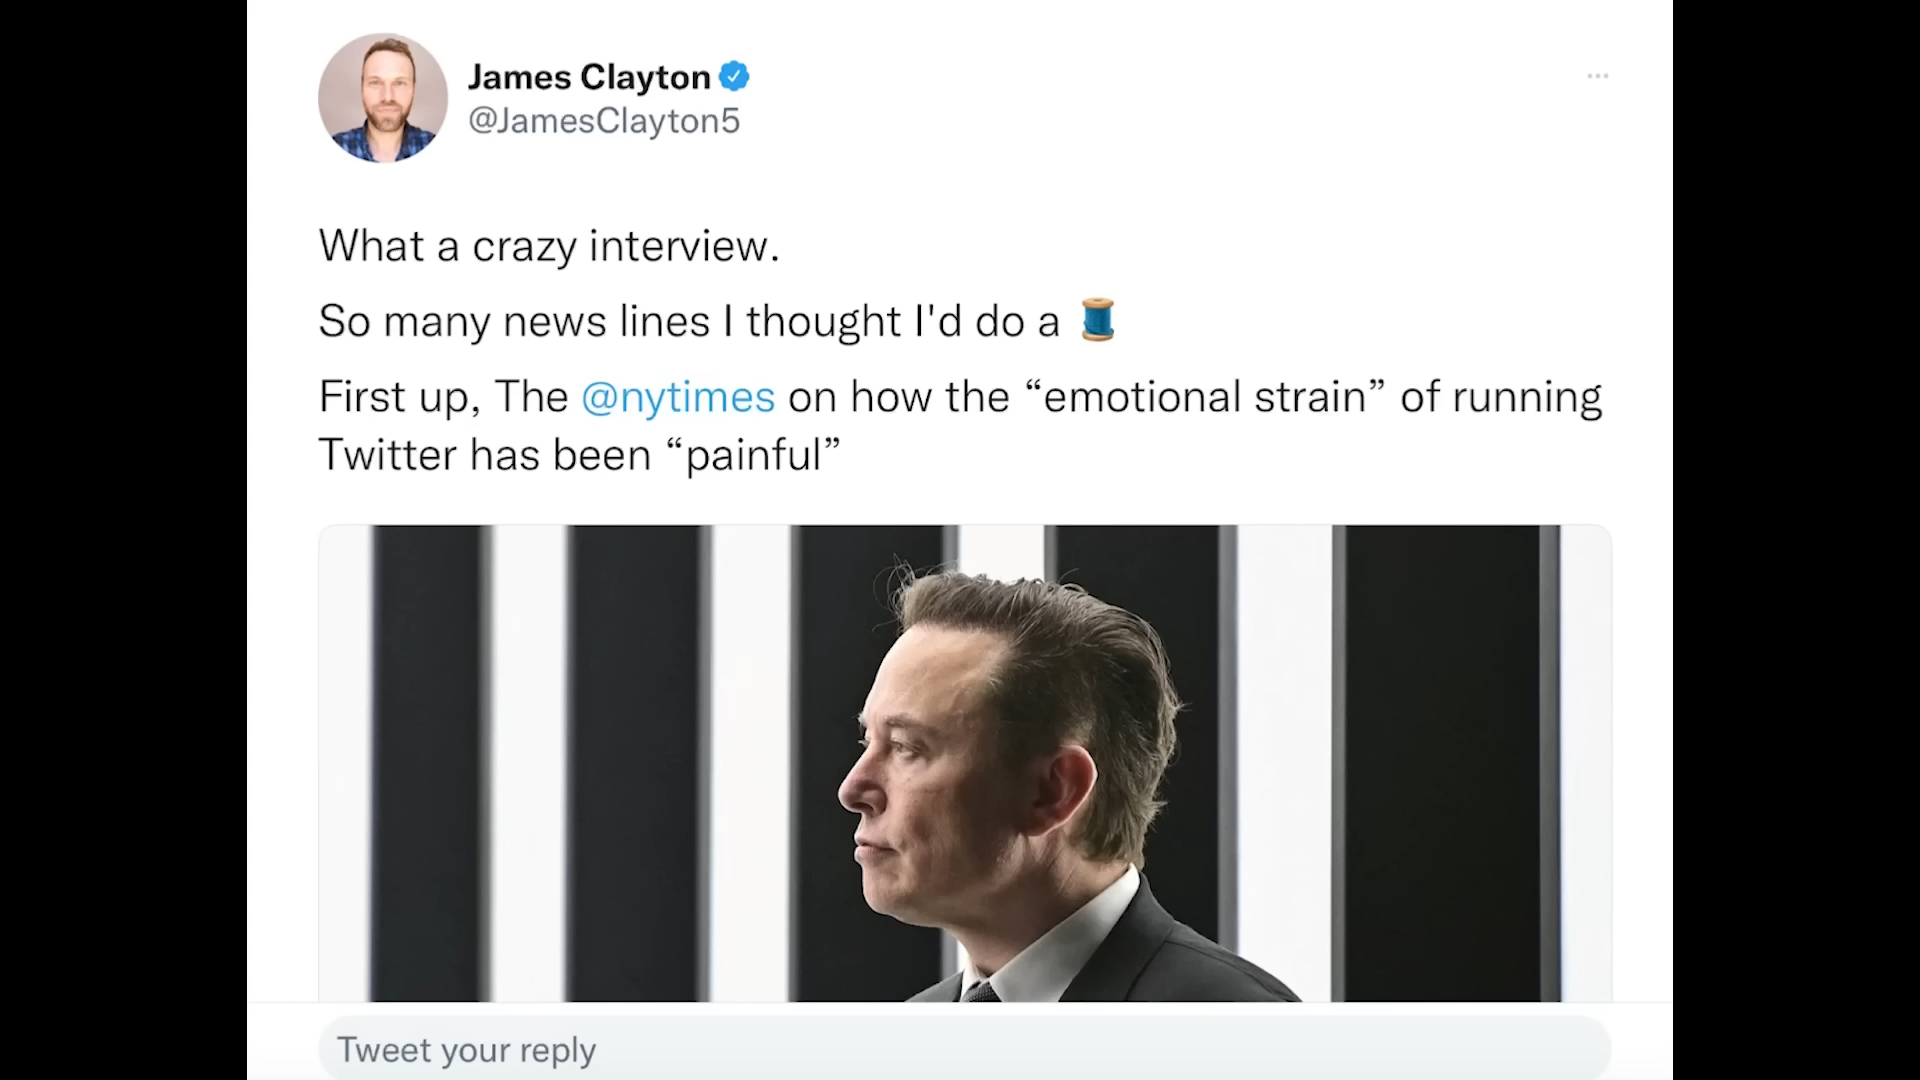 James Clayton
@JamesClayton5
What a crazy interview.
So many news lines I thought I'd do a 🧵
First up, The @nytimes on how the “emotional strain” of running
Twitter has been “painful”
Tweet your reply